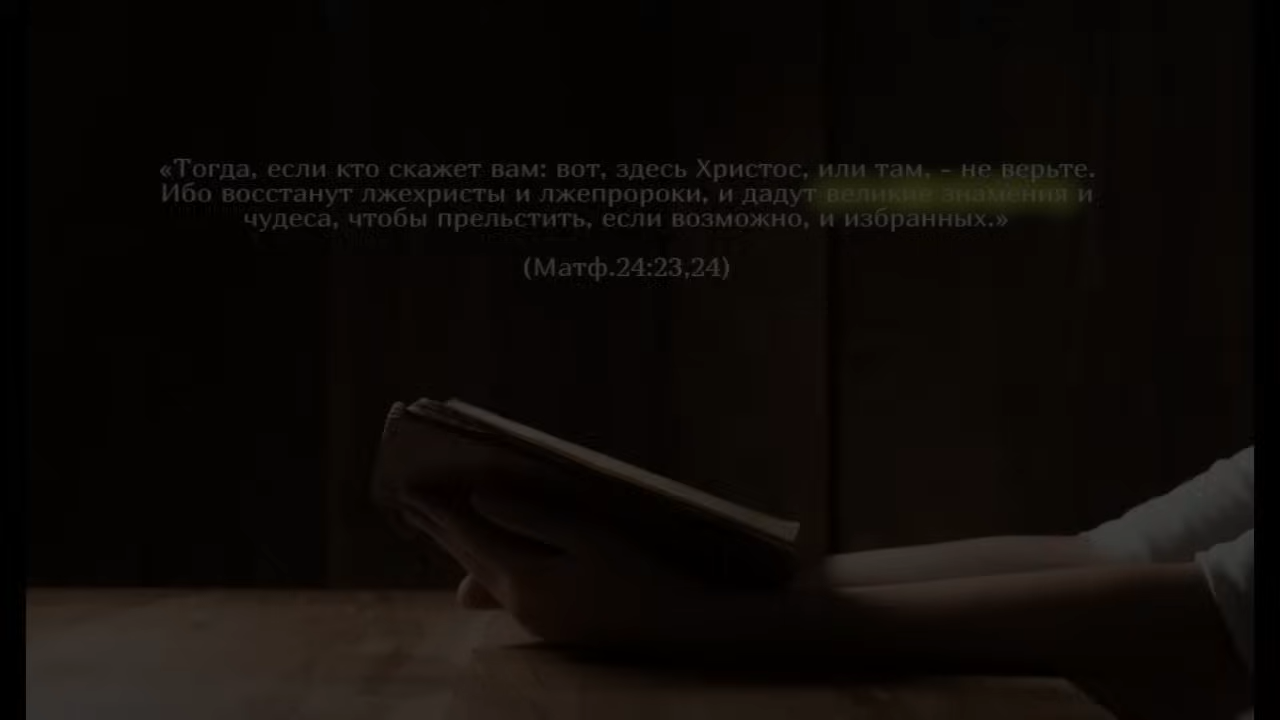 «Тогда, если кто скажет вам: вот, здесь Христос, или там, - не верьте.
Ибо восстанут лжехристы и лжепророки, и дадут великие знамения и
чудеса, чтобы прельстить, если возможно, и избранных.»
(Матф.24:23,24)